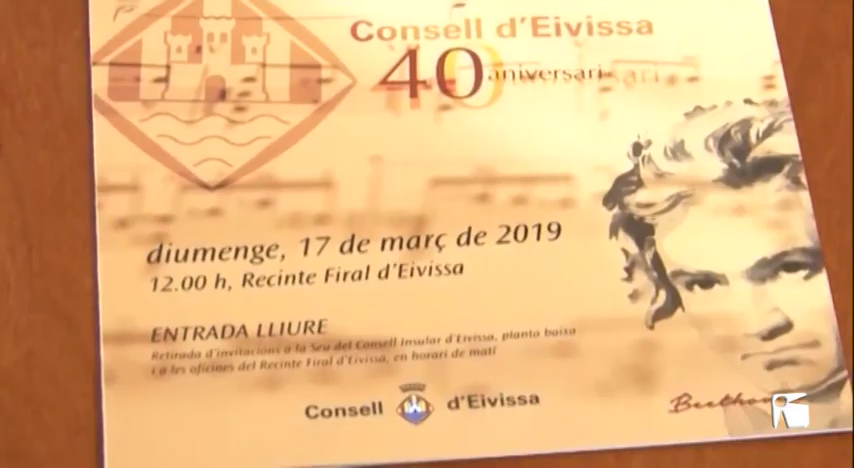 Consell d'Eivissa
40 aniversari
diumenge, 17 de març de 2019
12.00 h, Recinte Firal d'Eivissa
ENTRADA LLIURE
Retirada d'invitacions a la Seu del Consell Insular d'Eivissa, planta baixa
i a les oficines del Recinte Firal d'Eivissa, en horari de matí
Consell d'Eivissa